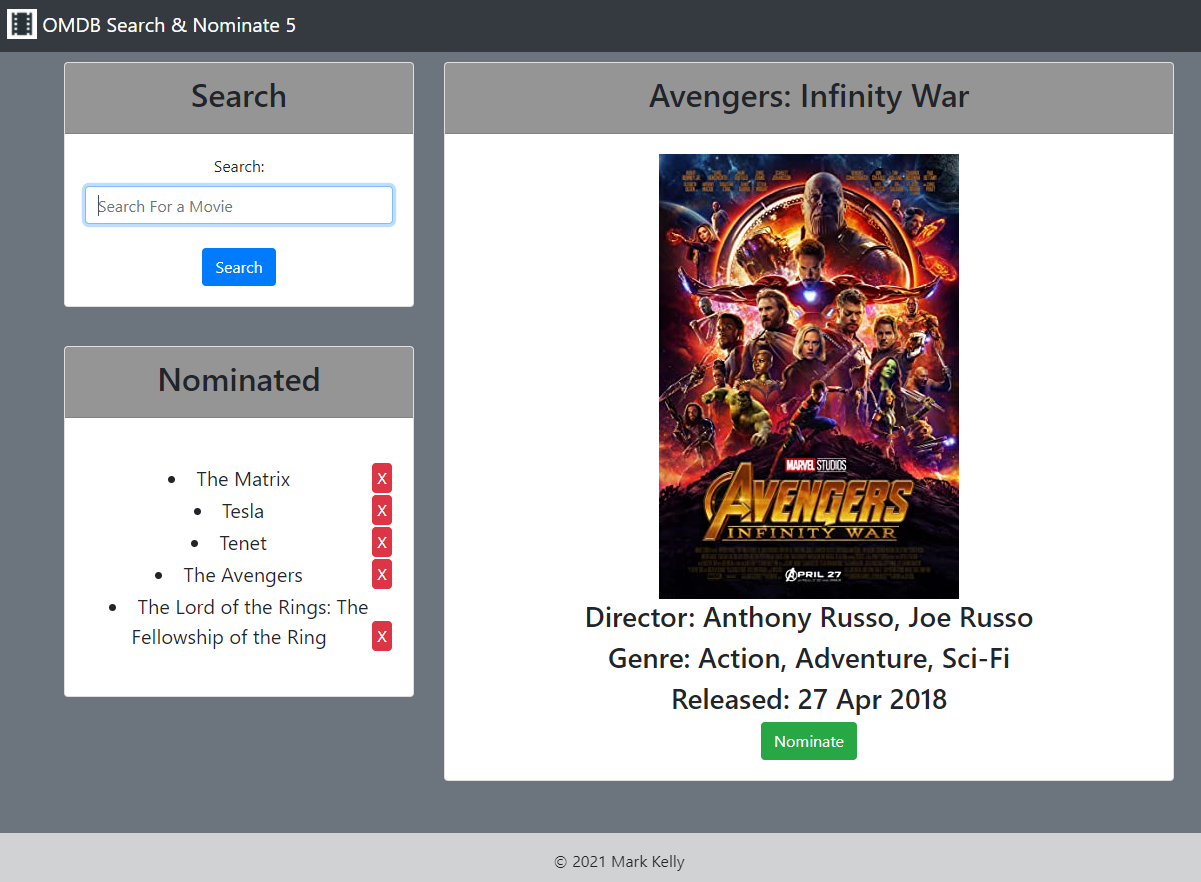 OMDB Search & Nominate 5
Search
Search:
Search For a Movie
Search
Nominated
The Matrix X
Tesla X
Tenet X
The Avengers X
The Lord of the Rings: The
Fellowship of the Ring X
Avengers: Infinity War
MARVEL STUDIOS
AVENGERS
INFINITY WAR
APRIL 27
Director: Anthony Russo, Joe Russo
Genre: Action, Adventure, Sci-Fi
Released: 27 Apr 2018
Nominate
© 2021 Mark Kelly